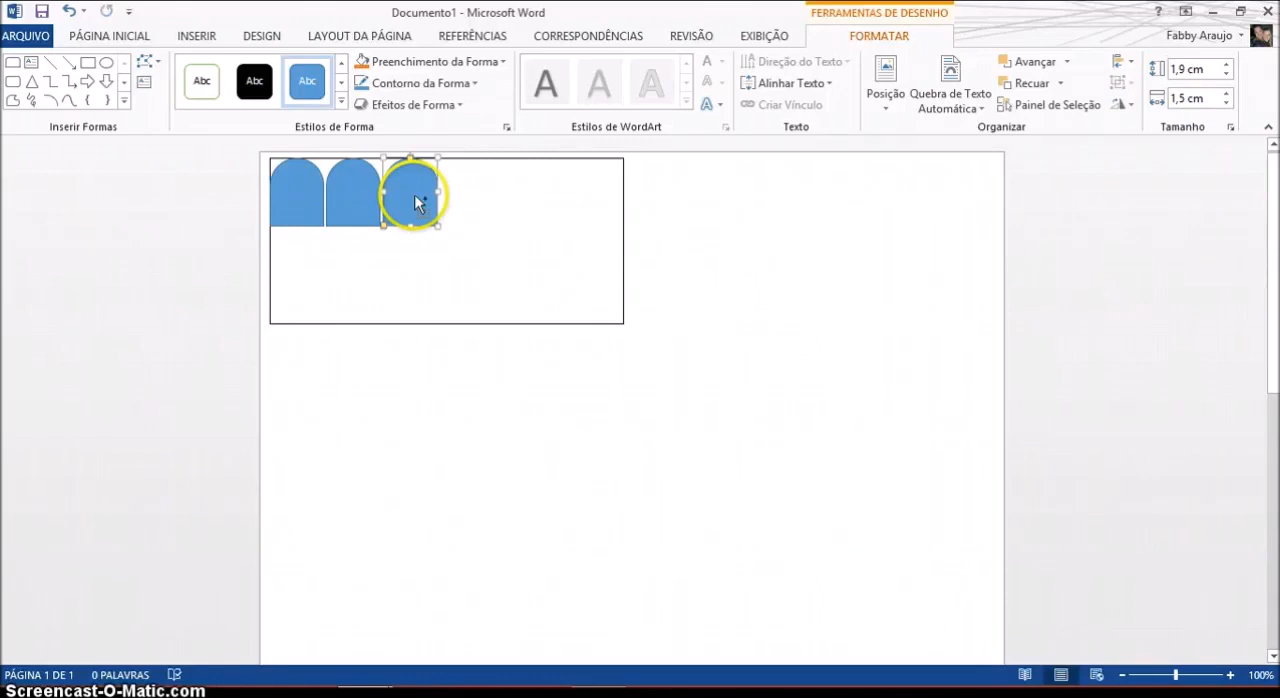 Documento1 - Microsoft Word
FERRAMENTAS DE DESENHO
?
ARQUIVO PÁGINA INICIAL INSERIR DESIGN LAYOUT DA PÁGINA REFERÊNCIAS CORRESPONDÊNCIAS REVISÃO EXIBIÇÃO FORMATAR Fabby Araujo
Abc Abc Abc
Preenchimento da Forma
Contorno da Forma
Efeitos de Forma
A A A
A
A
A
Direção do Texto
Alinhar Texto
Criar Vínculo
Posição
Quebra de Texto
Automática
Avançar
Recuar
Painel de Seleção
1,9 cm
1,5 cm
Inserir Formas Estilos de Forma Estilos de WordArt Texto Organizar Tamanho
PÁGINA 1 DE 1 0 PALAVRAS 100%
Screencast-O-Matic.com